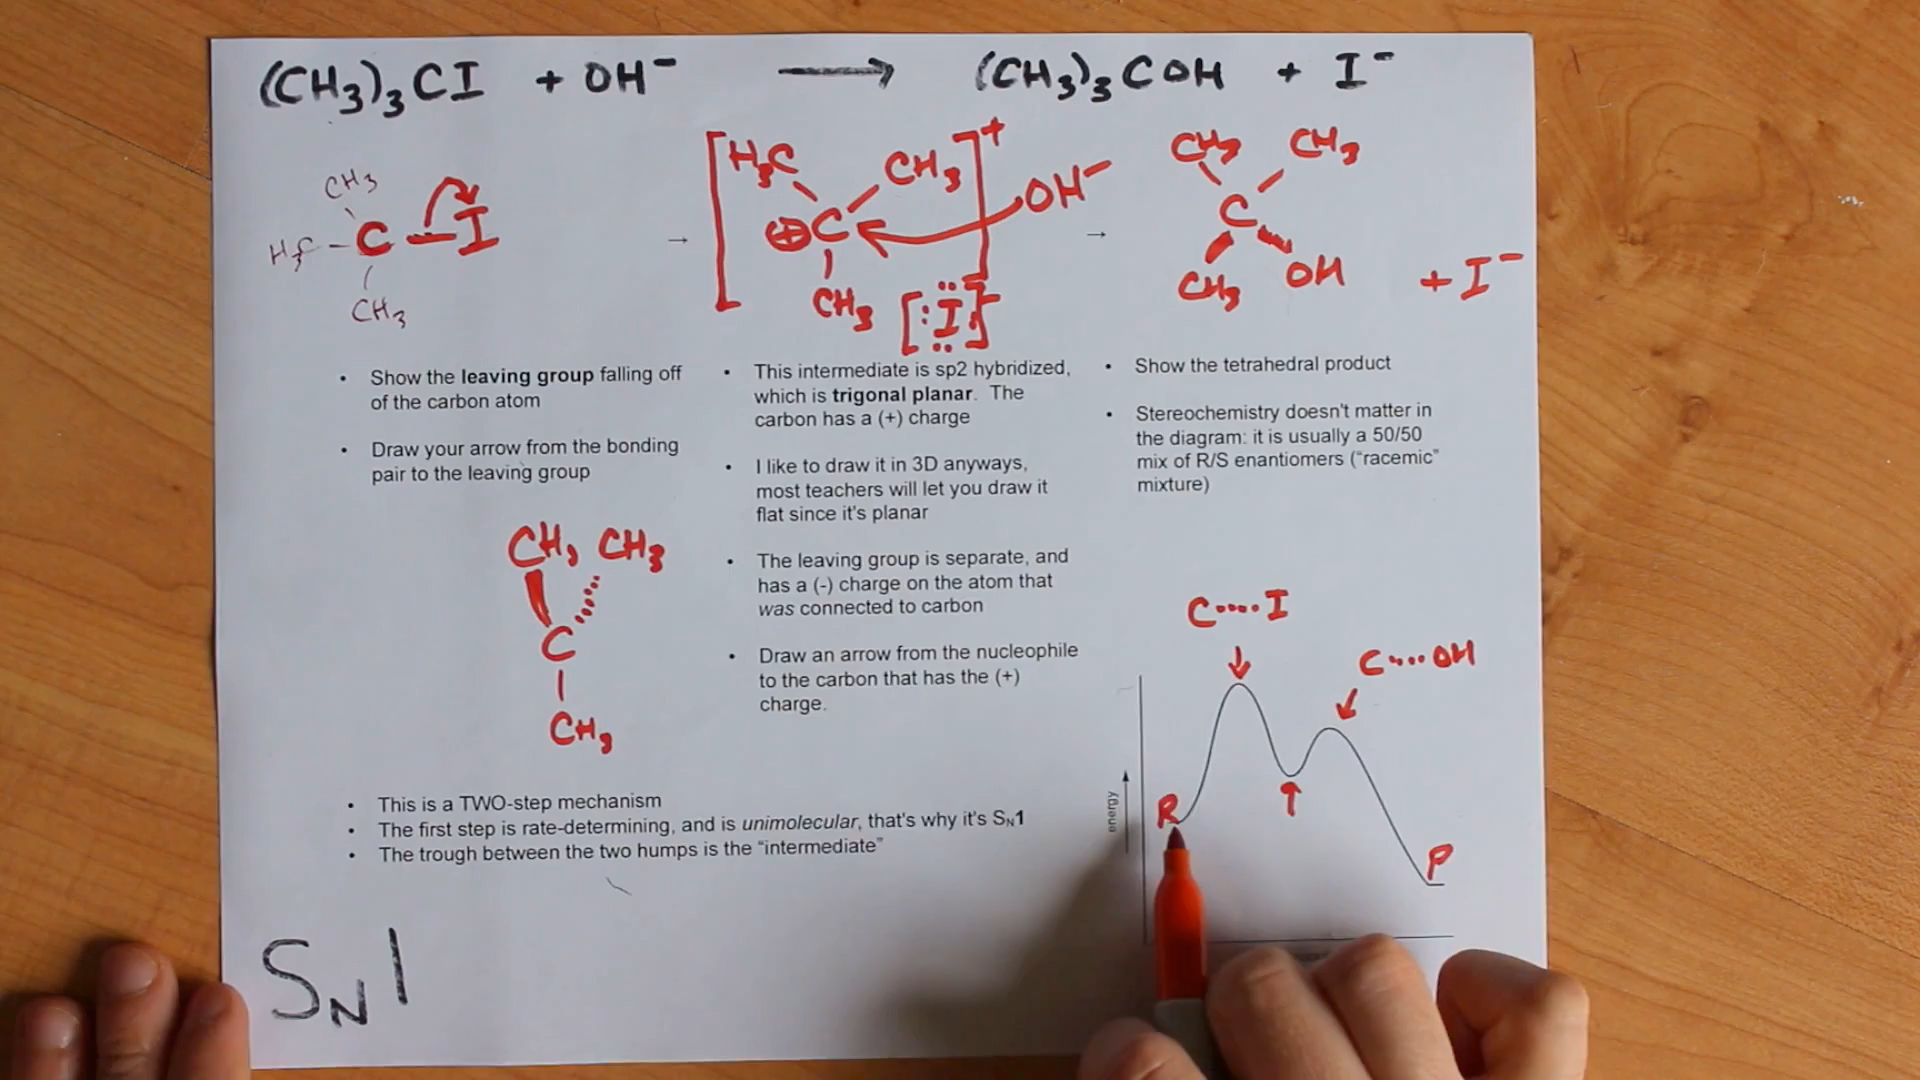 (CH₃)₃CI + OH⁻ → (CH₃)₃COH + I⁻
CH₃
H₃C – C – I
CH₃
→
[ H₃C CH₃ ]⁺
⊕C
CH₃
OH⁻
[:I:]⁻
→
CH₃ CH₃
C
CH₃ OH
+ I⁻
• Show the leaving group falling off
of the carbon atom
• Draw your arrow from the bonding
pair to the leaving group
CH₃ CH₃
C
CH₃
• This intermediate is sp2 hybridized,
which is trigonal planar. The
carbon has a (+) charge
• I like to draw it in 3D anyways,
most teachers will let you draw it
flat since it's planar
• The leaving group is separate, and
has a (-) charge on the atom that
was connected to carbon
• Draw an arrow from the nucleophile
to the carbon that has the (+)
charge.
• Show the tetrahedral product
• Stereochemistry doesn't matter in
the diagram: it is usually a 50/50
mix of R/S enantiomers ("racemic"
mixture)
C····I
C····OH
energy
R
P
• This is a TWO-step mechanism
• The first step is rate-determining, and is unimolecular, that's why it's SN1
• The trough between the two humps is the "intermediate"
SN1